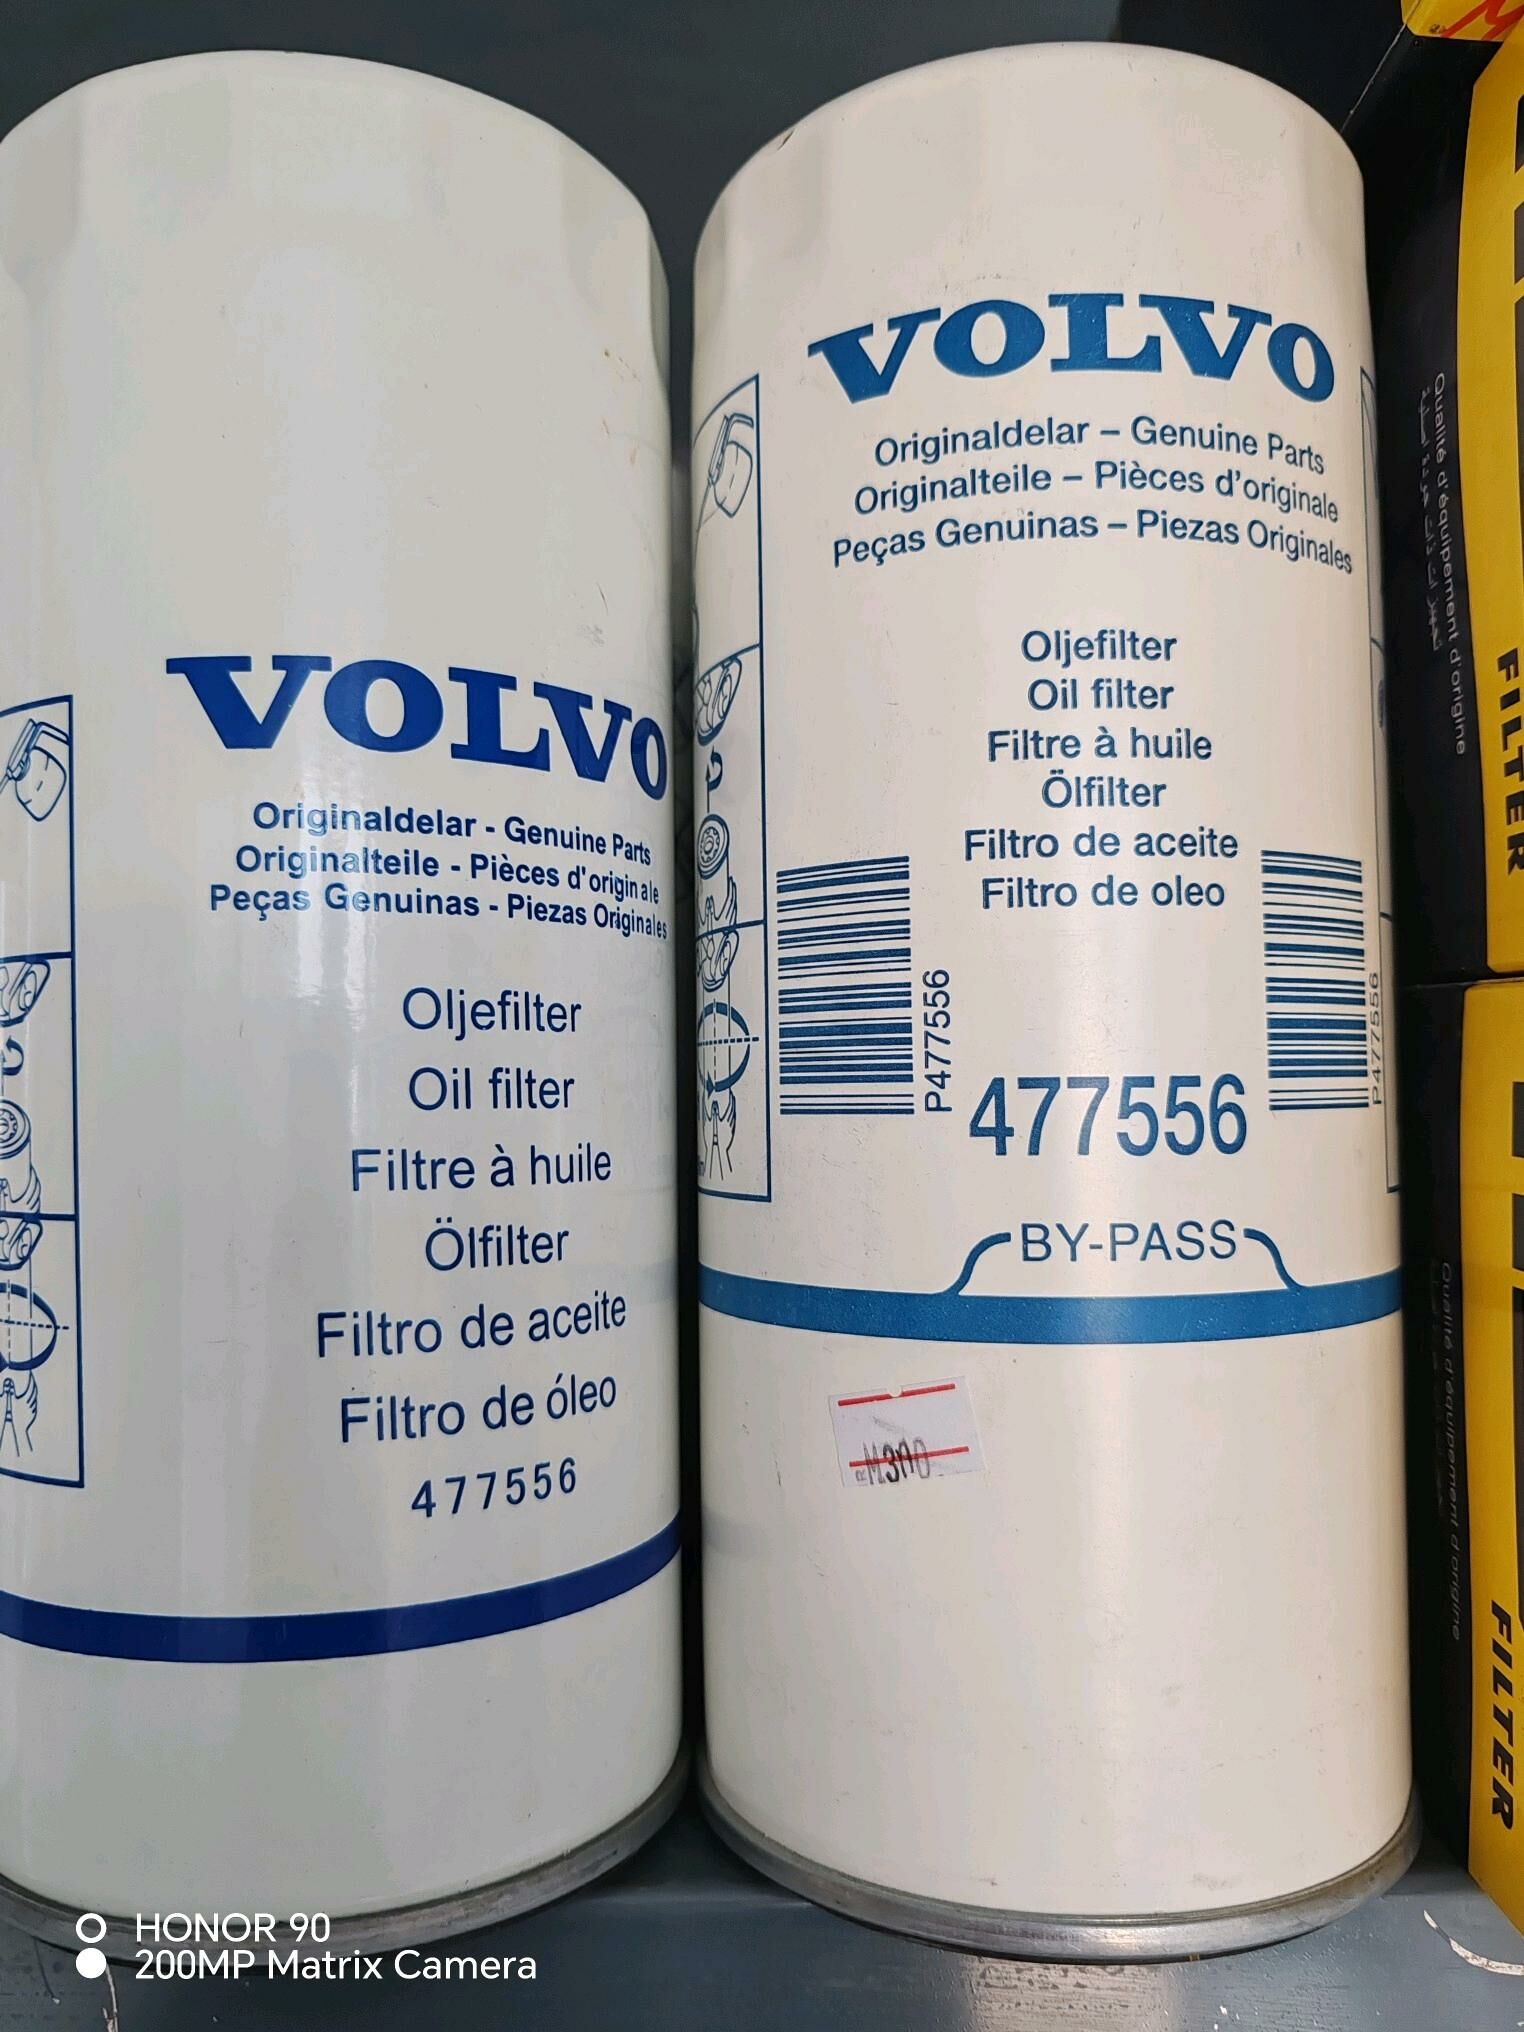 VOLVO
Originaldelar - Genuine Parts
Originalteile - Pièces d'originale
Peças Genuinas - Piezas Originales
Oljefilter
Oil filter
Filtre à huile
Ölfilter
Filtro de aceite
Filtro de óleo
477556
VOLVO
Originaldelar – Genuine Parts
Originalteile – Pièces d'originale
Peças Genuinas – Piezas Originales
Oljefilter
Oil filter
Filtre à huile
Ölfilter
Filtro de aceite
Filtro de oleo
P477556
477556
P477556
BY-PASS
Qualité d'équipement d'origine
FILTER
Qualité d'équipement d'origine
FILTER
HONOR 90
200MP Matrix Camera